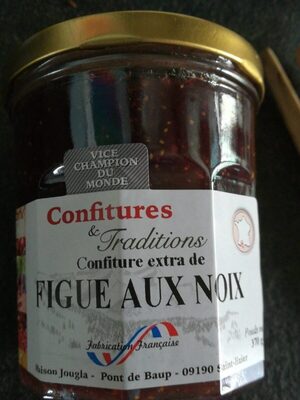 VICE
CHAMPION
DU
MONDE
Confitures
& Traditions
Confiture extra de
FIGUE AUX NOIX
Fabrication Française
Jougla - Pont de Baup - 09190